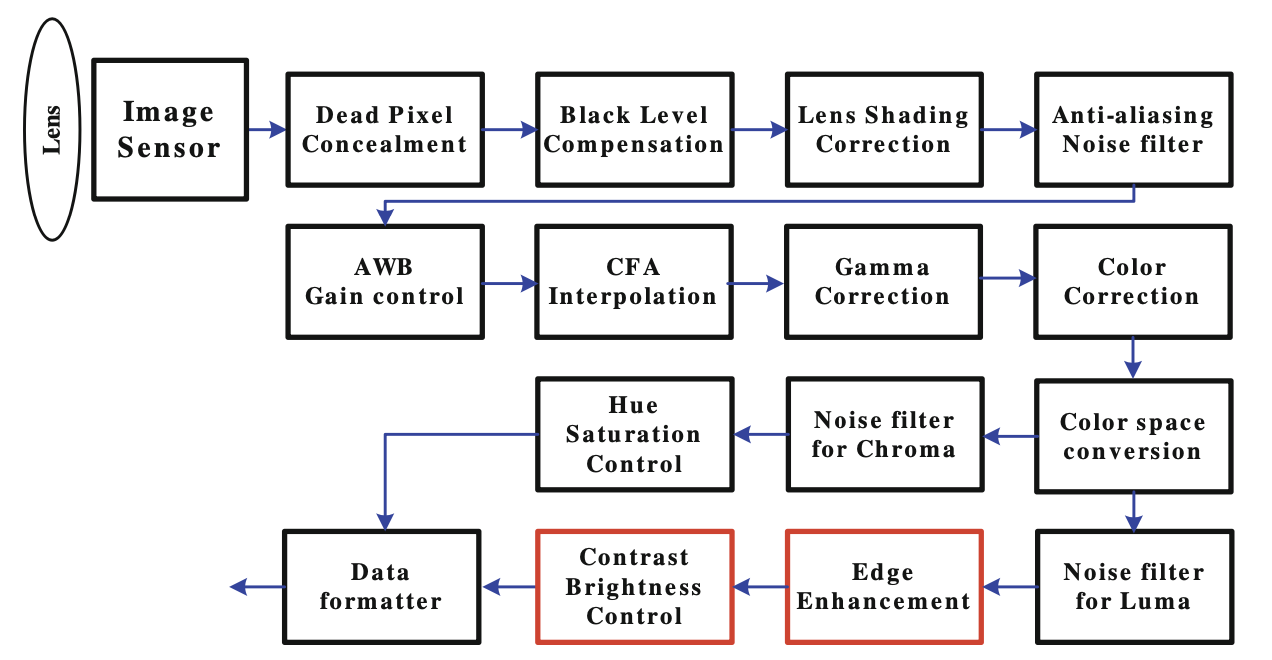 Lens
Image
Sensor
Dead Pixel
Concealment
Black Level
Compensation
Lens Shading
Correction
Anti-aliasing
Noise filter
AWB
Gain control
CFA
Interpolation
Gamma
Correction
Color
Correction
Hue
Saturation
Control
Noise filter
for Chroma
Color space
conversion
Data
formatter
Contrast
Brightness
Control
Edge
Enhancement
Noise filter
for Luma